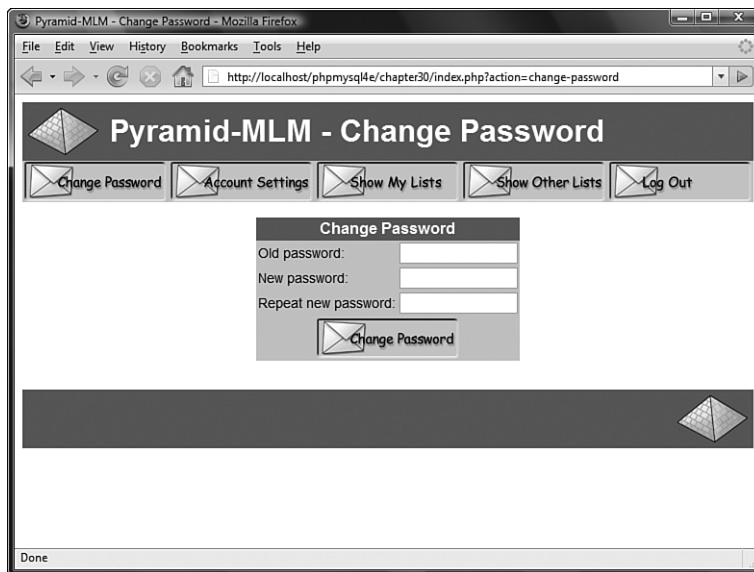 Pyramid-MLM - Change Password - Mozilla Firefox
File Edit View History Bookmarks Tools Help
http://localhost/phpmysql4e/chapter30/index.php?action=change-password
Pyramid-MLM - Change Password
Change Password Account Settings Show My Lists Show Other Lists Log Out
Change Password
Old password:
New password:
Repeat new password:
Change Password
Done